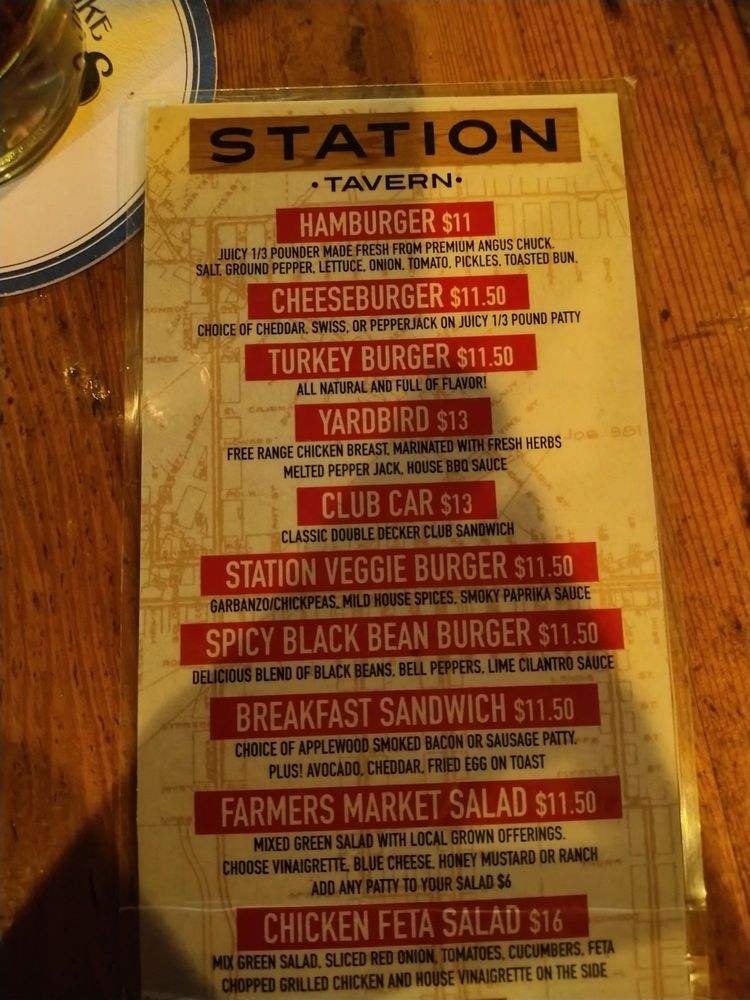 KE
S
STATION
•TAVERN•
HAMBURGER $11
JUICY 1/3 POUNDER MADE FRESH FROM PREMIUM ANGUS CHUCK.
SALT, GROUND PEPPER, LETTUCE, ONION, TOMATO, PICKLES, TOASTED BUN.
CHEESEBURGER $11.50
CHOICE OF CHEDDAR, SWISS, OR PEPPERJACK ON JUICY 1/3 POUND PATTY
TURKEY BURGER $11.50
ALL NATURAL AND FULL OF FLAVOR!
YARDBIRD $13
FREE RANGE CHICKEN BREAST, MARINATED WITH FRESH HERBS
MELTED PEPPER JACK, HOUSE BBQ SAUCE
CLUB CAR $13
CLASSIC DOUBLE DECKER CLUB SANDWICH
STATION VEGGIE BURGER $11.50
GARBANZO/CHICKPEAS, MILD HOUSE SPICES, SMOKY PAPRIKA SAUCE
SPICY BLACK BEAN BURGER $11.50
DELICIOUS BLEND OF BLACK BEANS, BELL PEPPERS, LIME CILANTRO SAUCE
BREAKFAST SANDWICH $11.50
CHOICE OF APPLEWOOD SMOKED BACON OR SAUSAGE PATTY.
PLUS! AVOCADO, CHEDDAR, FRIED EGG ON TOAST
FARMERS MARKET SALAD $11.50
MIXED GREEN SALAD WITH LOCAL GROWN OFFERINGS.
CHOOSE VINAIGRETTE, BLUE CHEESE, HONEY MUSTARD OR RANCH
ADD ANY PATTY TO YOUR SALAD $6
CHICKEN FETA SALAD $16
MIX GREEN SALAD, SLICED RED ONION, TOMATOES, CUCUMBERS, FETA
CHOPPED GRILLED CHICKEN AND HOUSE VINAIGRETTE ON THE SIDE